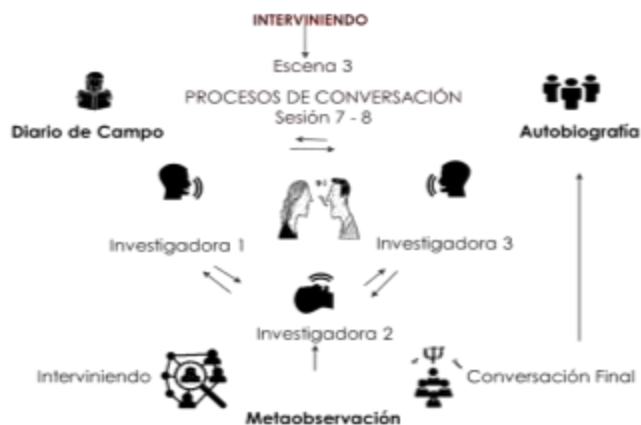 INTERVINIENDO
Escena 3
PROCESOS DE CONVERSACIÓN
Sesión 7 - 8
Diario de Campo
Autobiografía
Investigadora 1
Investigadora 3
Investigadora 2
Interviniendo
Ψ
Conversación Final
Metaobservación